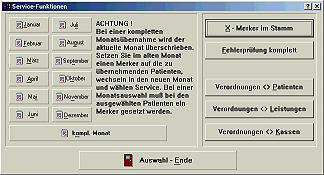 Service-Funktionen
Januar
Februar
März
April
Mai
Juni
Juli
August
September
Oktober
November
Dezember
kompl. Monat
ACHTUNG !
Bei einer kompletten
Monatsübernahme wird der
aktuelle Monat überschrieben.
Setzen Sie im alten Monat
einen Merker auf die zu
übernehmenden Patienten,
wechseln in den neuen Monat
und wählen Service. Bei einer
Monatsauswahl muß bei den
ausgewählten Patienten ein
Merker gesetzt werden.
X - Merker im Stamm
Fehlerprüfung komplett
Verordnungen <> Patienten
Verordnungen <> Leistungen
Verordnungen <> Kassen
Auswahl - Ende